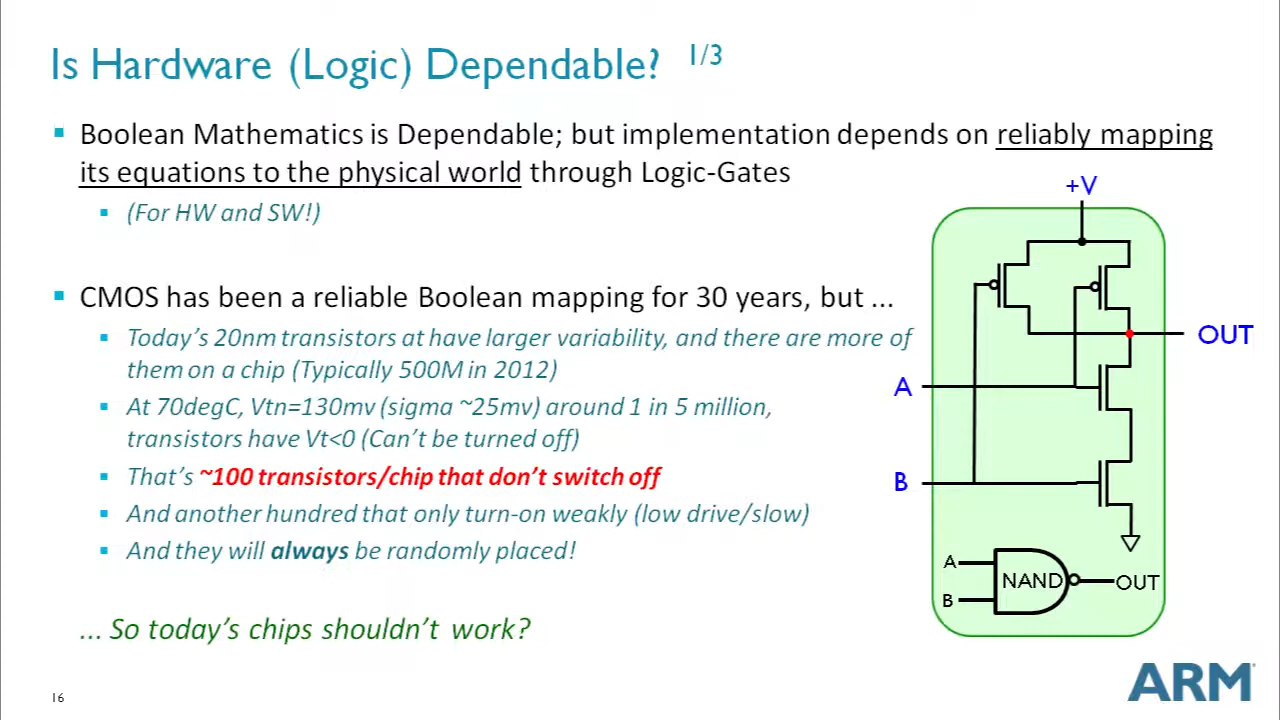 Is Hardware (Logic) Dependable? 1/3
▪ Boolean Mathematics is Dependable; but implementation depends on reliably mapping
its equations to the physical world through Logic-Gates
▪ (For HW and SW!)
▪ CMOS has been a reliable Boolean mapping for 30 years, but ...
▪ Today's 20nm transistors at have larger variability, and there are more of
them on a chip (Typically 500M in 2012)
▪ At 70degC, Vtn=130mv (sigma ~25mv) around 1 in 5 million,
transistors have Vt<0 (Can't be turned off)
▪ That's ~100 transistors/chip that don't switch off
▪ And another hundred that only turn-on weakly (low drive/slow)
▪ And they will always be randomly placed!
... So today's chips shouldn't work?
+V
OUT
A
B
A
NAND
OUT
B
16
ARM